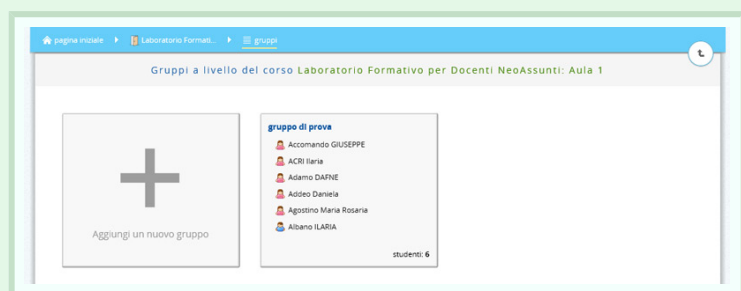 pagina iniziale Laboratorio Formati... gruppi
Gruppi a livello del corso Laboratorio Formativo per Docenti NeoAssunti: Aula 1
Aggiungi un nuovo gruppo
gruppo di prova
Accomando GIUSEPPE
ACRI Ilaria
Adamo DAFNE
Addeo Daniela
Agostino Maria Rosaria
Albano ILARIA
studenti: 6